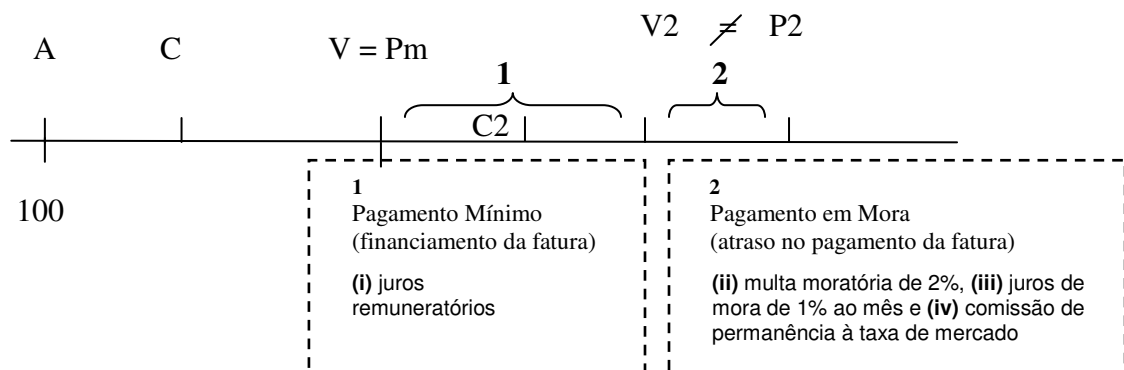 V2 ≠ P2
A C V = Pm
1 2
C2
100
1
Pagamento Mínimo
(financiamento da fatura)
(i) juros
remuneratórios
2
Pagamento em Mora
(atraso no pagamento da fatura)
(ii) multa moratória de 2%, (iii) juros de
mora de 1% ao mês e (iv) comissão de
permanência à taxa de mercado